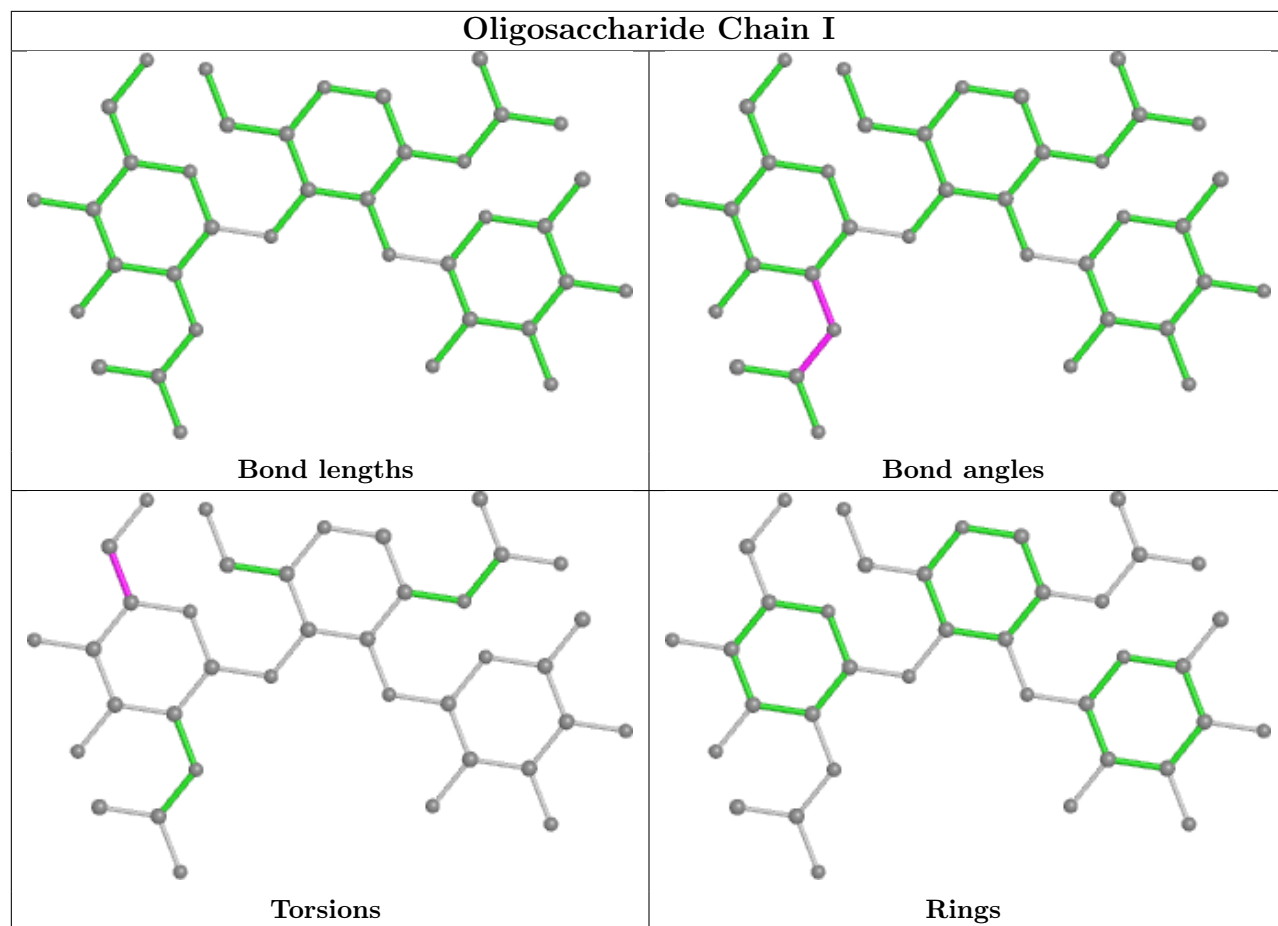 Oligosaccharide Chain I
Bond lengths
Bond angles
Torsions
Rings